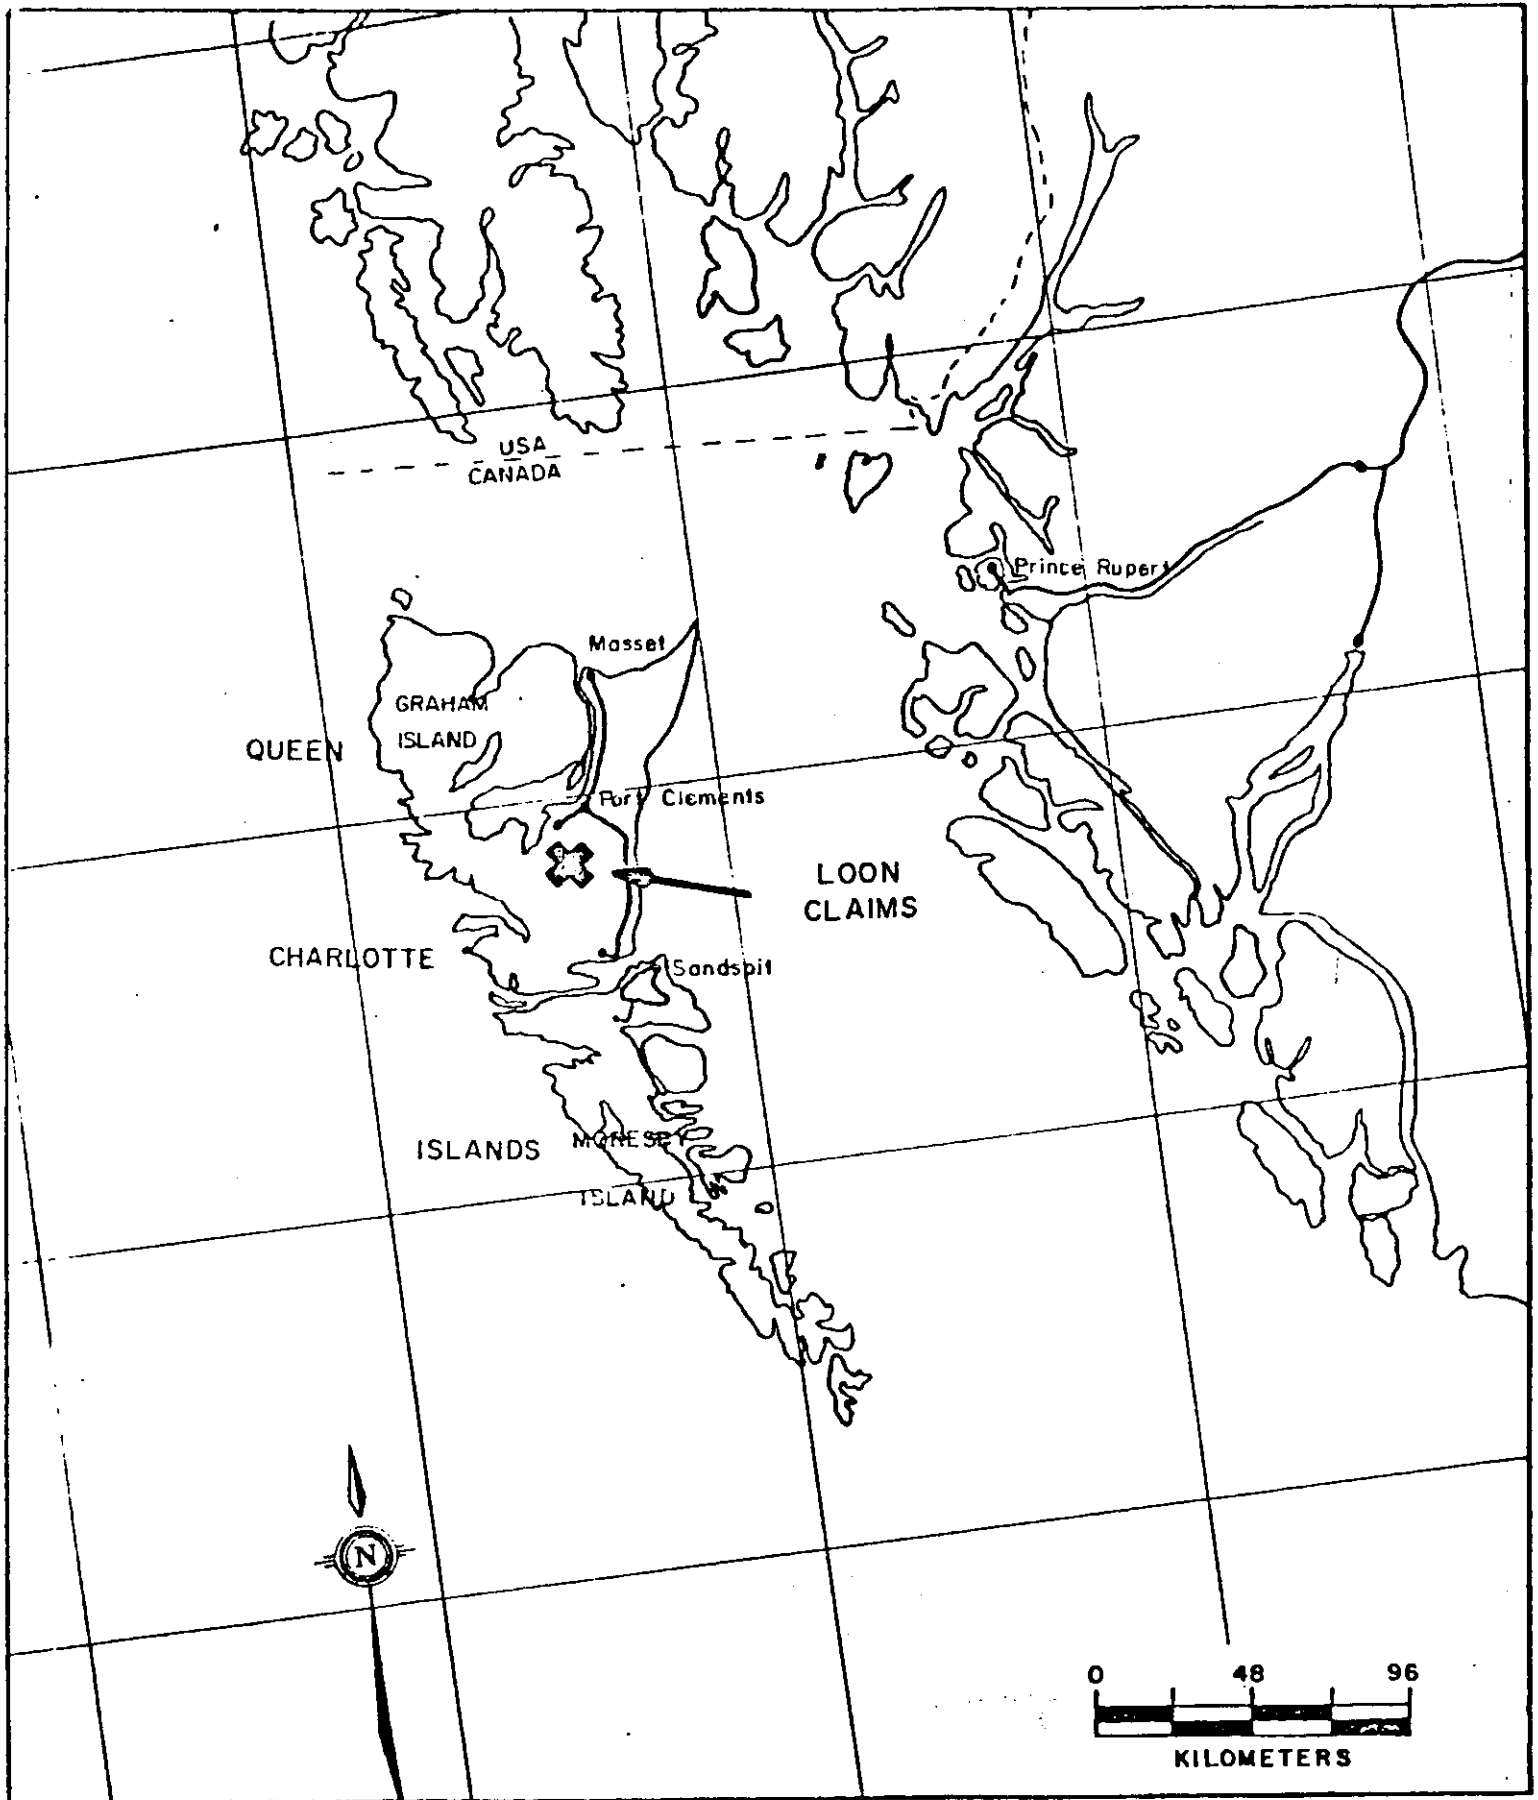 USA
CANADA
Prince Rupert
Masset
GRAHAM
ISLAND
QUEEN
Port Clements
LOON
CLAIMS
CHARLOTTE
Sandspit
ISLANDS
MORESBY
ISLAND
N
0 48 96
KILOMETERS